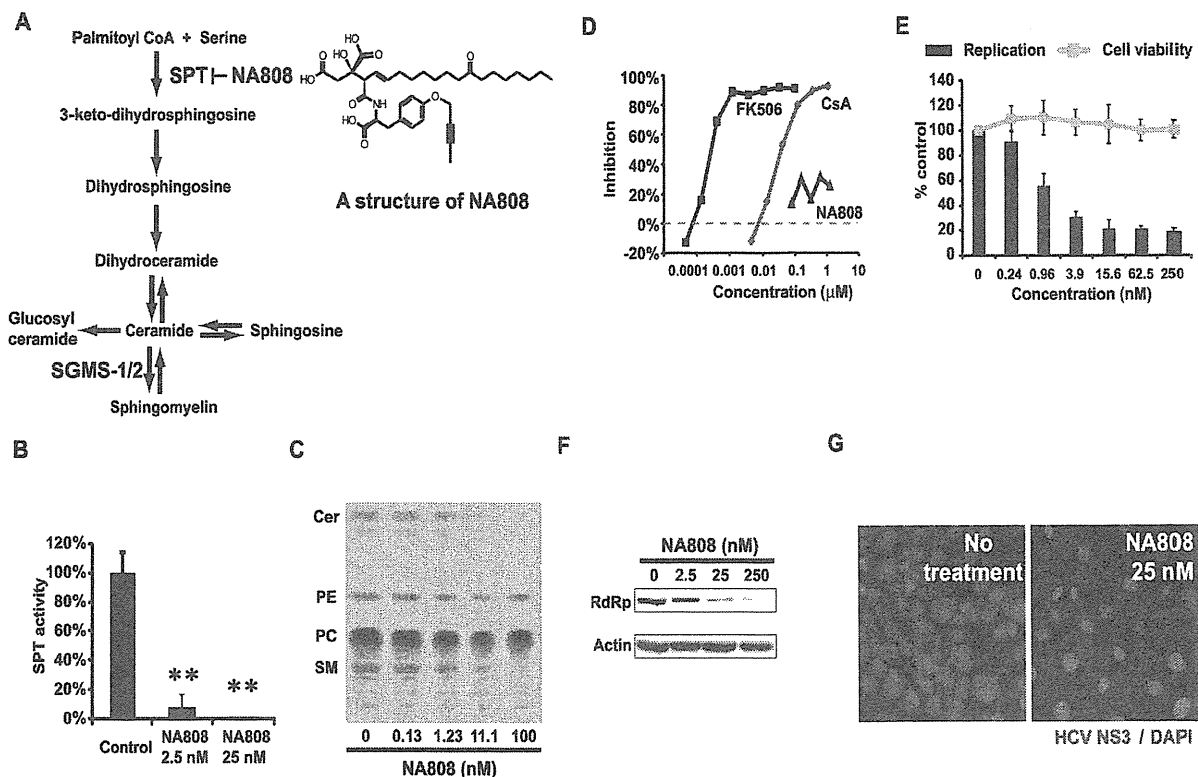 A
Palmitoyl CoA + Serine
SPT
NA808
3-keto-dihydrosphingosine
Dihydrosphingosine
Dihydroceramide
Glucosyl
ceramide
Ceramide
Sphingosine
SGMS-1/2
Sphingomyelin
HO
O
HO
OH
O
HO
O
O
NH
HO
O
O
A structure of NA808
D
Inhibition
100%
80%
60%
40%
20%
0%
-20%
FK506
CsA
NA808
0.0001 0.001 0.01 0.1 1 10
Concentration (μM)
E
Replication
Cell viability
% control
140
120
100
80
60
40
20
0
0 0.24 0.96 3.9 15.6 62.5 250
Concentration (nM)
B
SPT activity
120%
100%
80%
60%
40%
20%
0%
** **
Control
NA808
2.5 nM
NA808
25 nM
C
Cer
PE
PC
SM
0 0.13 1.23 11.1 100
NA808 (nM)
F
NA808 (nM)
0 2.5 25 250
RdRp
Actin
G
No
treatment
NA808
25 nM
HCV NS3 / DAPI